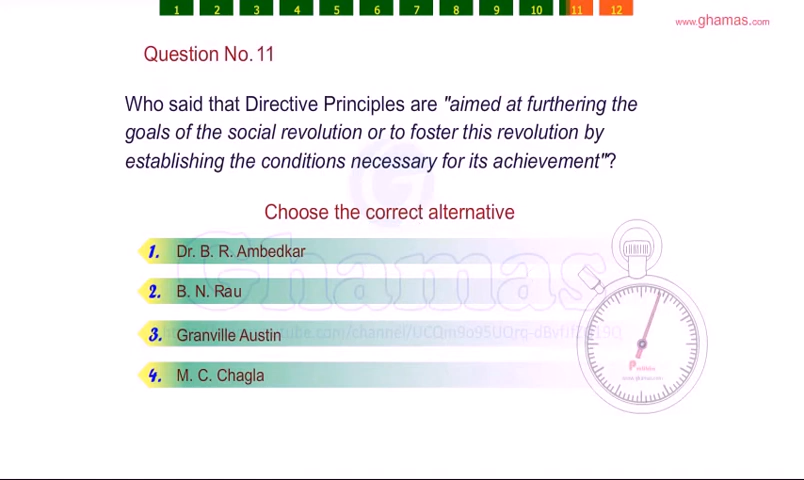 1 2 3 4 5 6 7 8 9 10 11 12
www.ghamas.com
Question No. 11
Who said that Directive Principles are "aimed at furthering the
goals of the social revolution or to foster this revolution by
establishing the conditions necessary for its achievement"?
Choose the correct alternative
1. Dr. B. R. Ambedkar
2. B. N. Rau
3. Granville Austin
4. M. C. Chagla
Ghamas